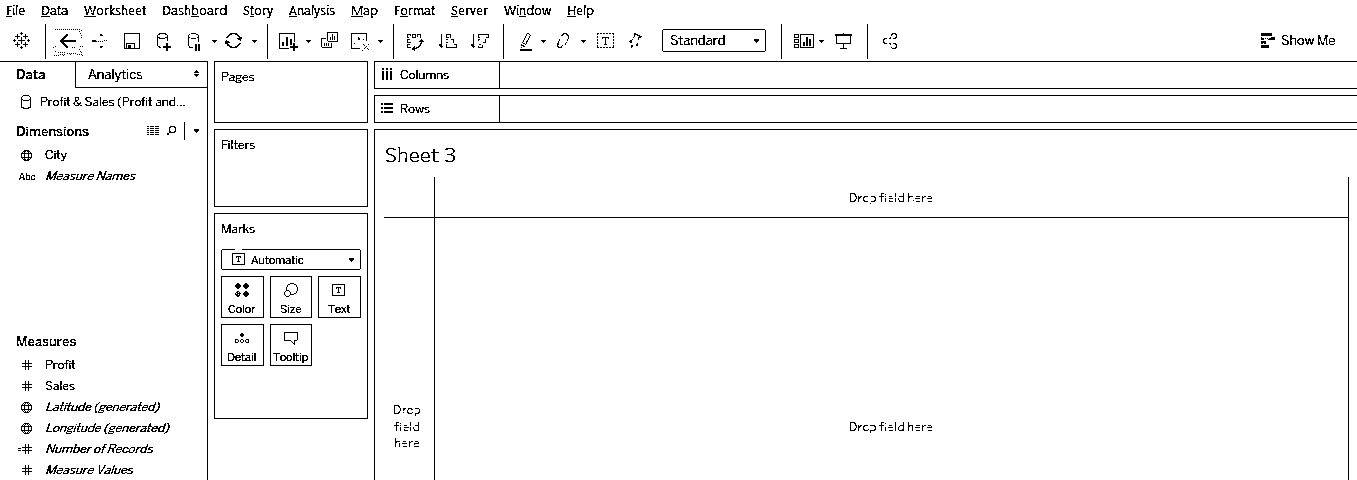 File Data Worksheet Dashboard Story Analysis Map Format Server Window Help
Standard
Show Me
Data Analytics
Profit & Sales (Profit and...
Dimensions
City
Abc Measure Names
Measures
Profit
Sales
Latitude (generated)
Longitude (generated)
Number of Records
Measure Values
Pages
Filters
Marks
Automatic
Color Size Text
Detail Tooltip
Columns
Rows
Sheet 3
Drop field here
Drop
field
here
Drop field here